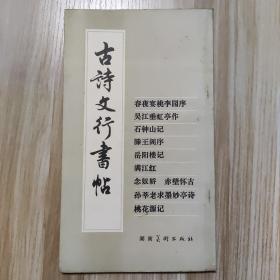 古詩文行書帖
春夜宴桃李园序
吴江垂虹亭作
石钟山记
滕王阁序
岳阳楼记
满江红
念奴娇 赤壁怀古
孙莘老求墨妙亭诗
桃花源记
湖南美术出版社